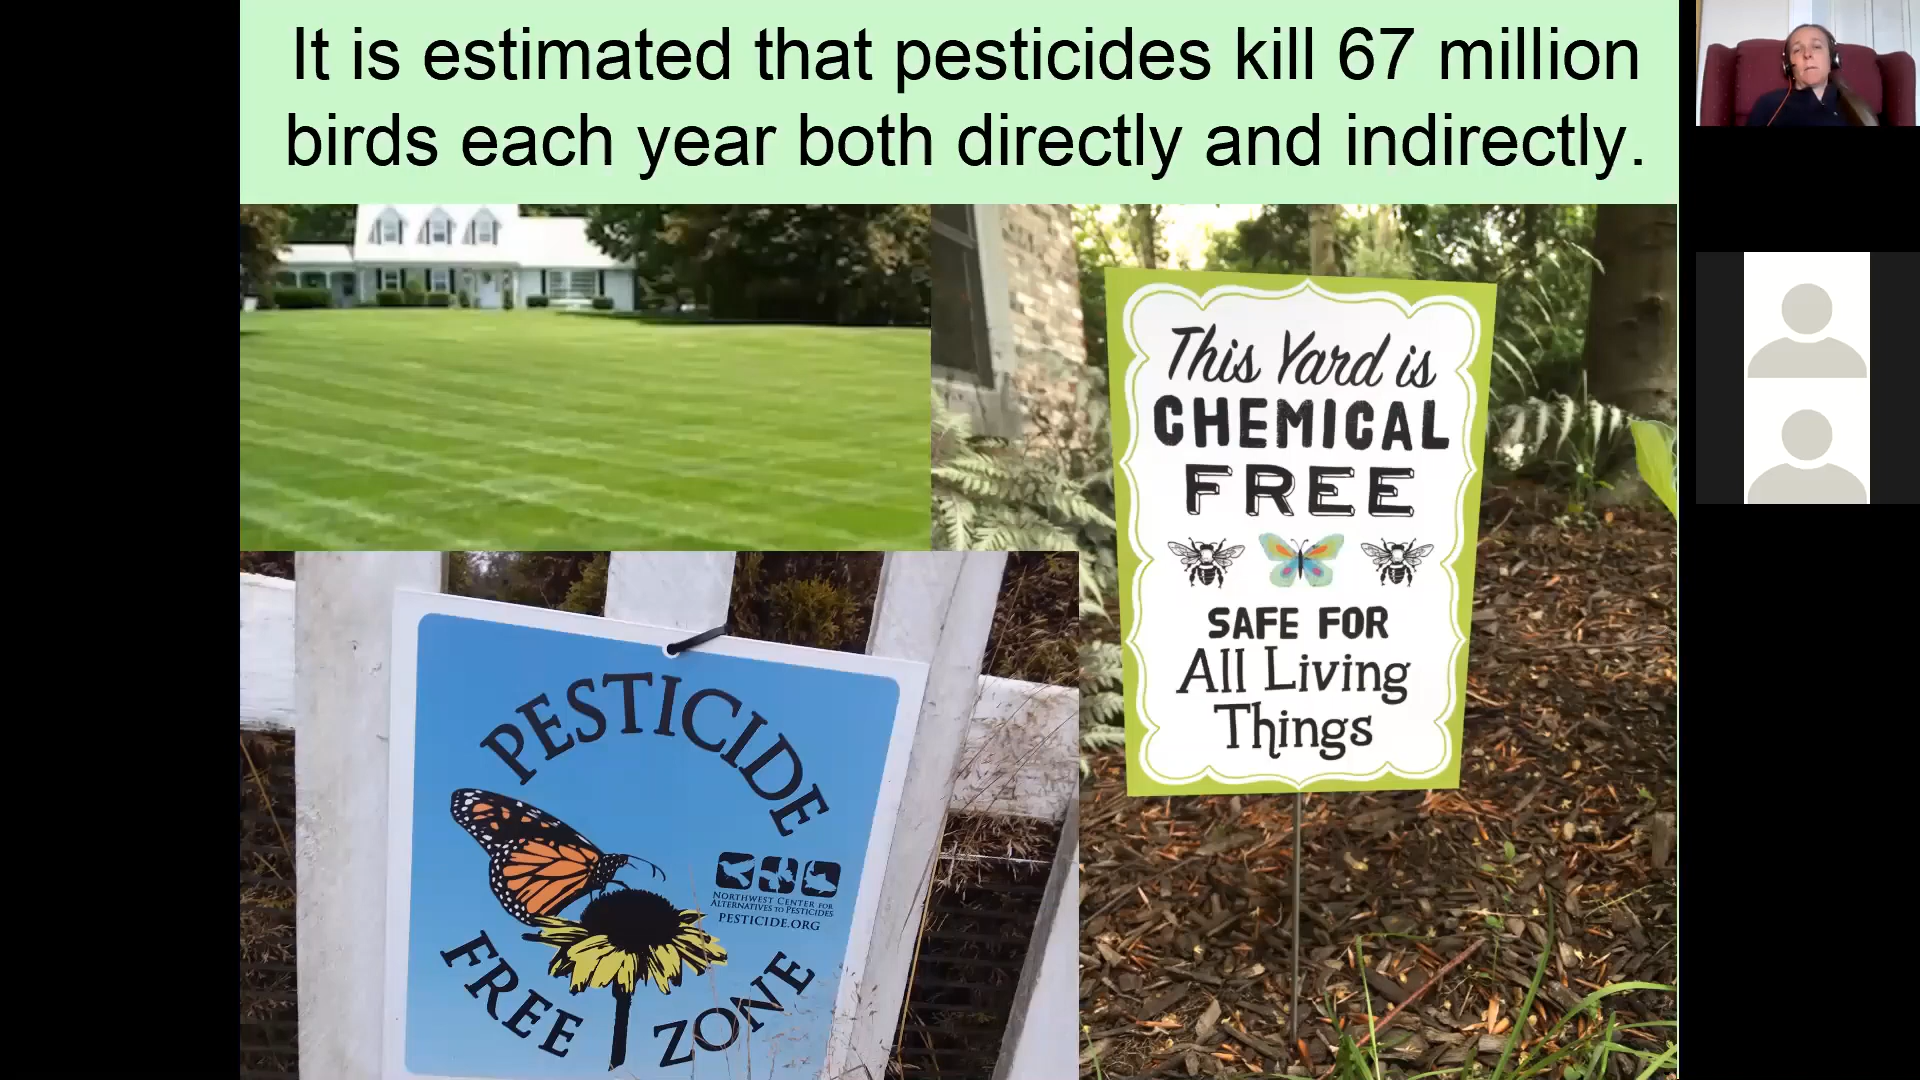 It is estimated that pesticides kill 67 million
birds each year both directly and indirectly.
This Yard is
CHEMICAL
FREE
SAFE FOR
All Living
Things
PESTICIDE
FREE ZONE
NORTHWEST CENTER FOR
ALTERNATIVES TO PESTICIDES
PESTICIDE.ORG